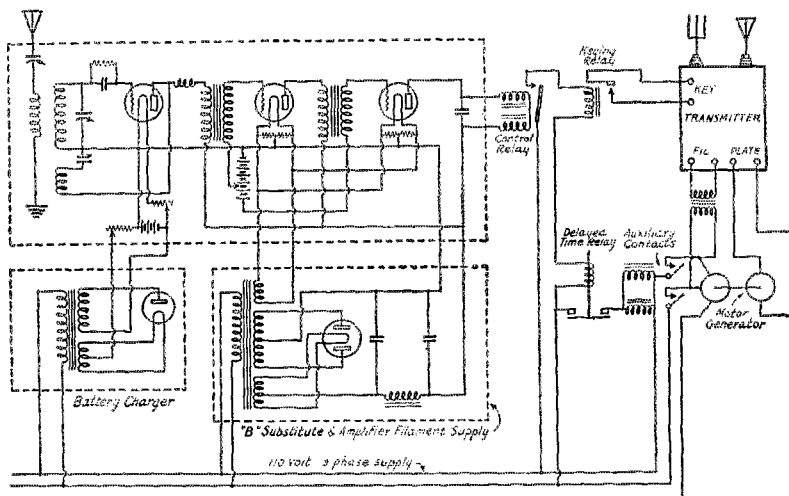 Keying
Relay
KEY
TRANSMITTER
FIL
PLATE
Control
Relay
Delayed
Time Relay
Auxiliary
Contacts
Motor
Generator
Battery Charger
"B" Substitute & Amplifier Filament Supply
110 volt 3 phase supply